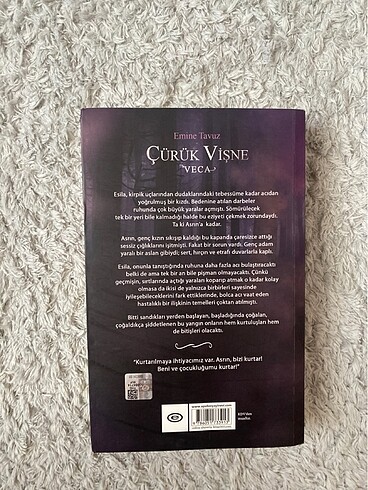 Emine Tavuz
ÇÜRÜK VİŞNE
VECA
Esila, kirpik uçlarından dudaklarındaki tebessüme kadar acıdan
yoğrulmuş bir kızdı. Bedenine atılan darbeler
ruhunda çok büyük yaralar açmıştı. Sömürülecek
tek bir yeri bile kalmadığı halde bu eziyeti çekmek zorundaydı.
Ta ki Asrın'a kadar.
Asrın, genç kızın sıkışıp kaldığı bu kapanda çaresizce attığı
sessiz çığlıklarını işitmişti. Fakat bir sorun vardı. Genç adam
yaralı bir aslan gibiydi; sert, hırçın ve etrafı duvarlarla kaplı.
Esila, onunla tanıştığında ruhuna daha fazla acı bulaştıracaktı
belki de ama tek bir an bile pişman olmayacaktı. Çünkü
geçmişin, sırtlarında açtığı yaraları koparıp atmak o kadar kolay
olmasa da ikisi de yalnızca birbirleri sayesinde
iyileşebileceklerini fark ettiklerinde, bolca acı vaat eden
hastalıklı bir ilişkinin temelleri çoktan atılmıştı.
Bitti sandıkları yerden başlayan, başladığında çoğalan,
çoğaldıkça şiddetlenen bu yangın onların hem kurtuluşları hem
de bitişleri olacaktı.
"Kurtarılmaya ihtiyacımız var. Asrın, bizi kurtar!
Beni ve çocukluğumu kurtar!"